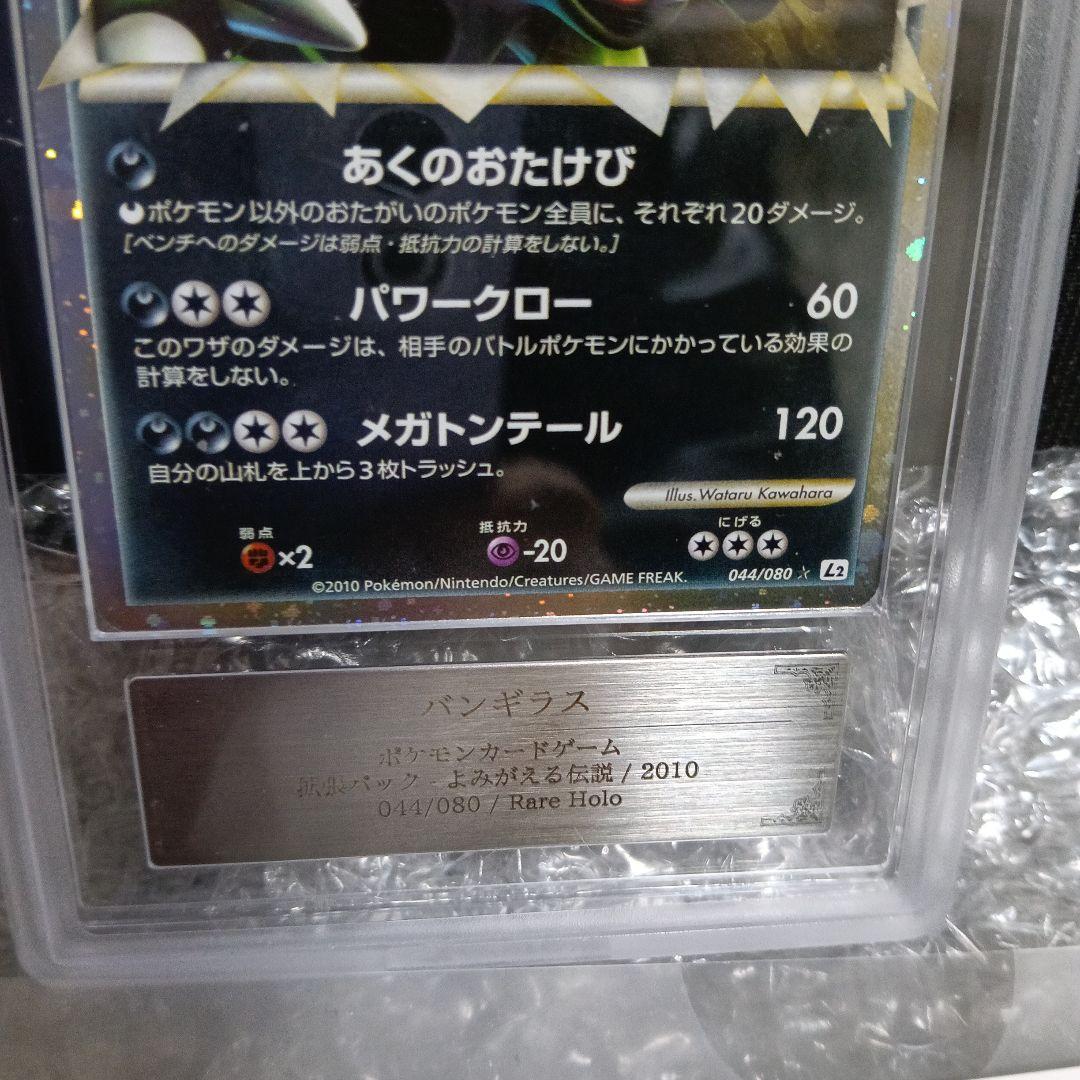 あくのおたけび
ポケモン以外のおたがいのポケモン全員に、それぞれ20ダメージ。
[ベンチへのダメージは弱点・抵抗力の計算をしない。]
パワークロー 60
このワザのダメージは、相手のバトルポケモンにかかっている効果の
計算をしない。
メガトンテール 120
自分の山札を上から3枚トラッシュ。
Illus. Wataru Kawahara
弱点 抵抗力 にげる
×2 -20
©2010 Pokémon/Nintendo/Creatures/GAME FREAK. 044/080 ☆ L2
バンギラス
ポケモンカードゲーム
拡張パック - よみがえる伝説 / 2010
044/080 / Rare Holo